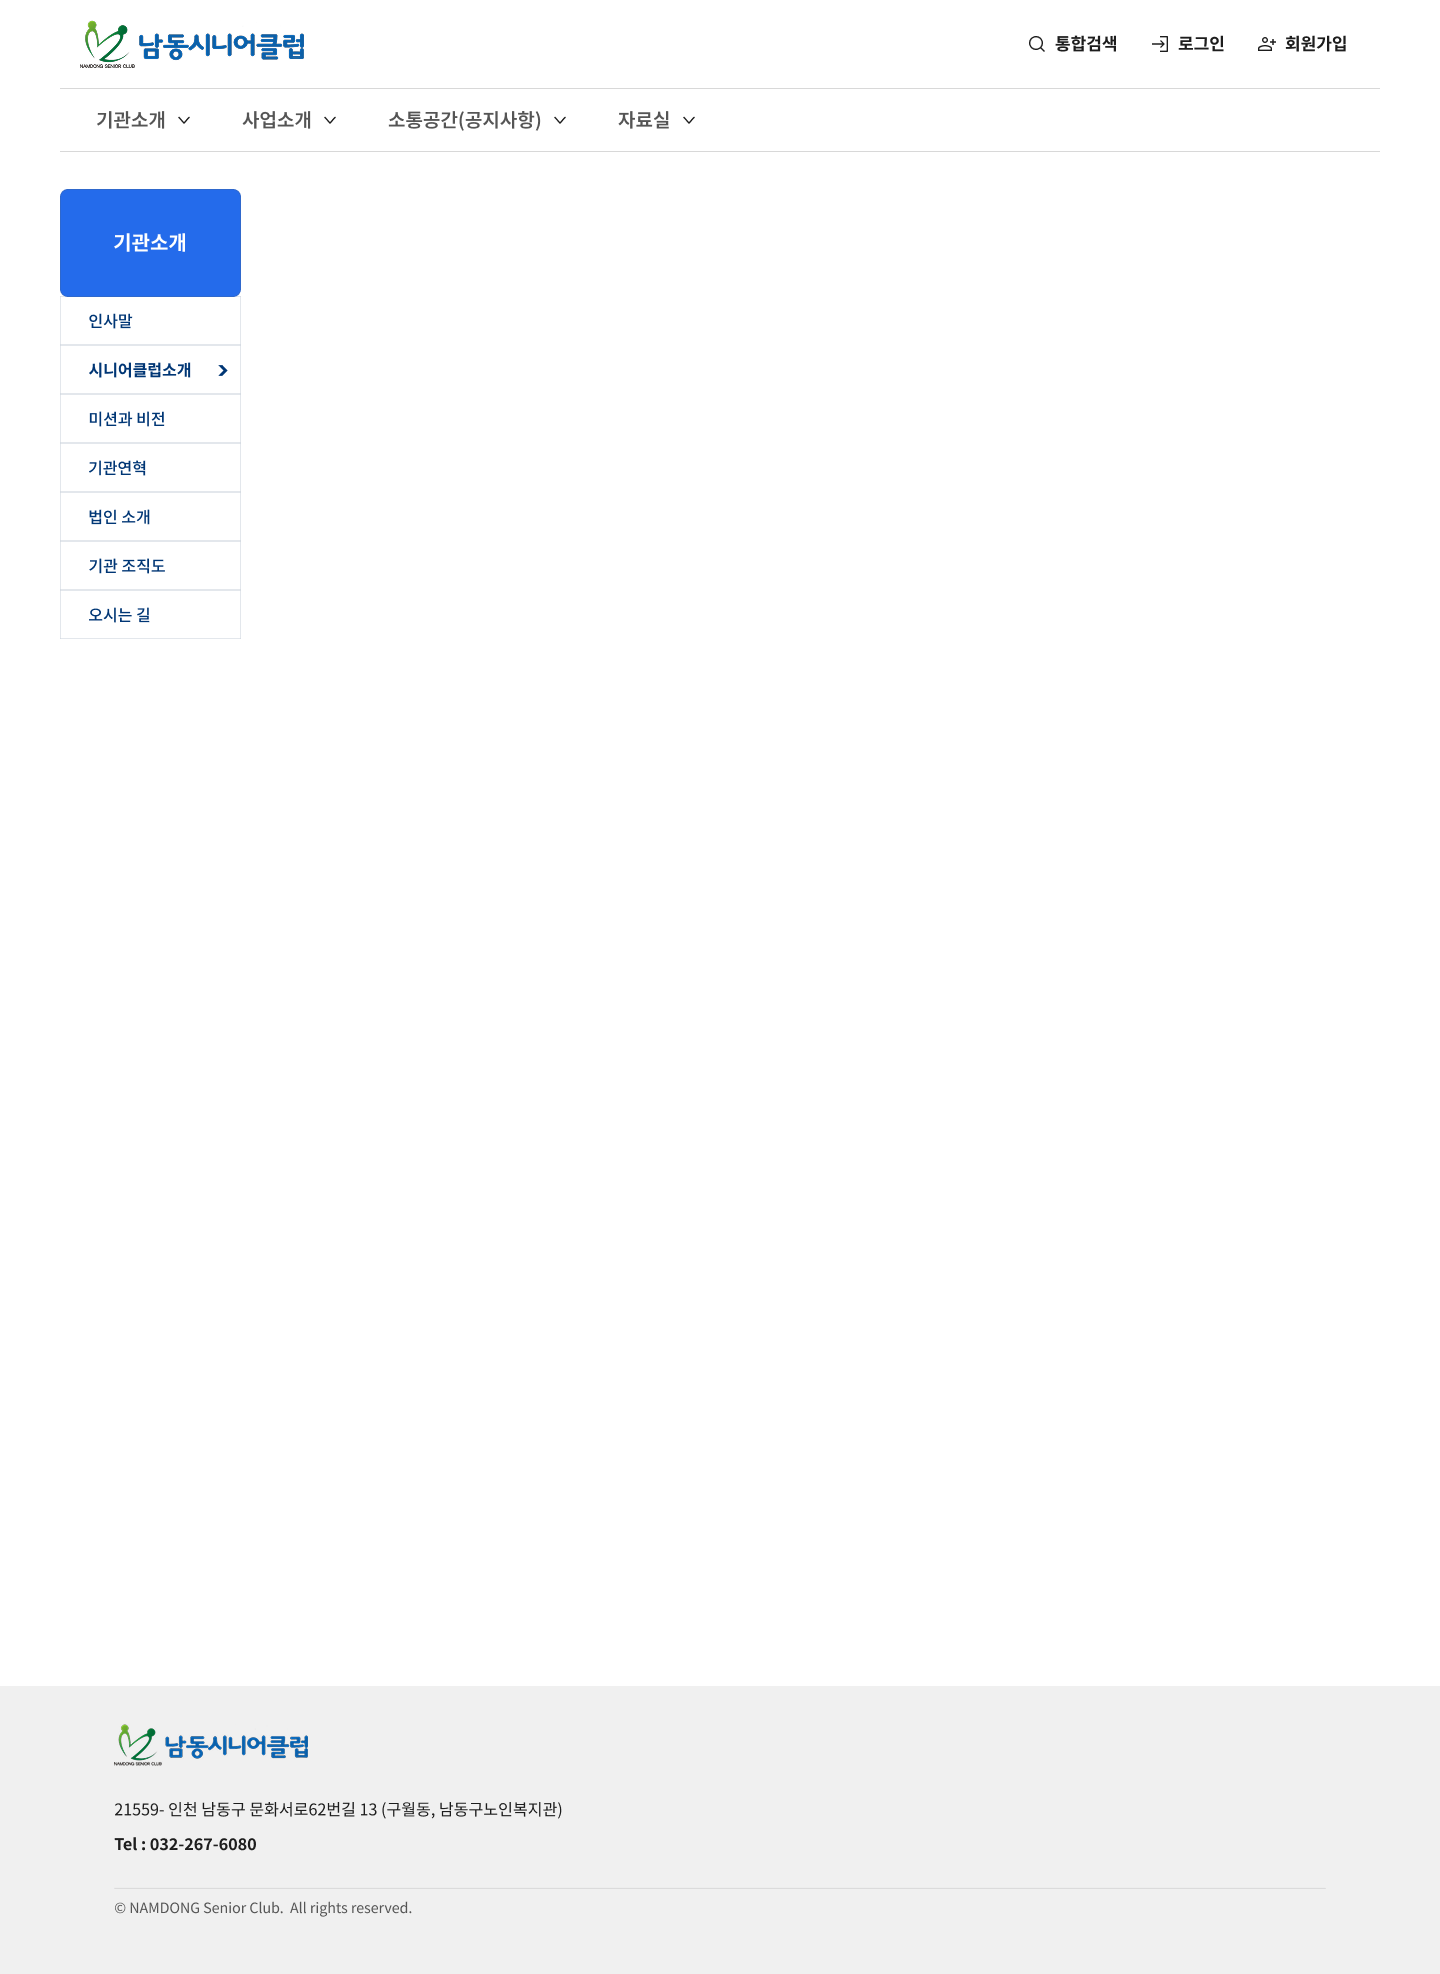 남동시니어클럽
NAMDONG SENIOR CLUB
통합검색 로그인 회원가입
기관소개 사업소개 소통공간(공지사항) 자료실
기관소개
인사말
시니어클럽소개
미션과 비전
기관연혁
법인 소개
기관 조직도
오시는 길
남동시니어클럽
NAMDONG SENIOR CLUB
21559- 인천 남동구 문화서로62번길 13 (구월동, 남동구노인복지관)
Tel : 032-267-6080
© NAMDONG Senior Club.  All rights reserved.